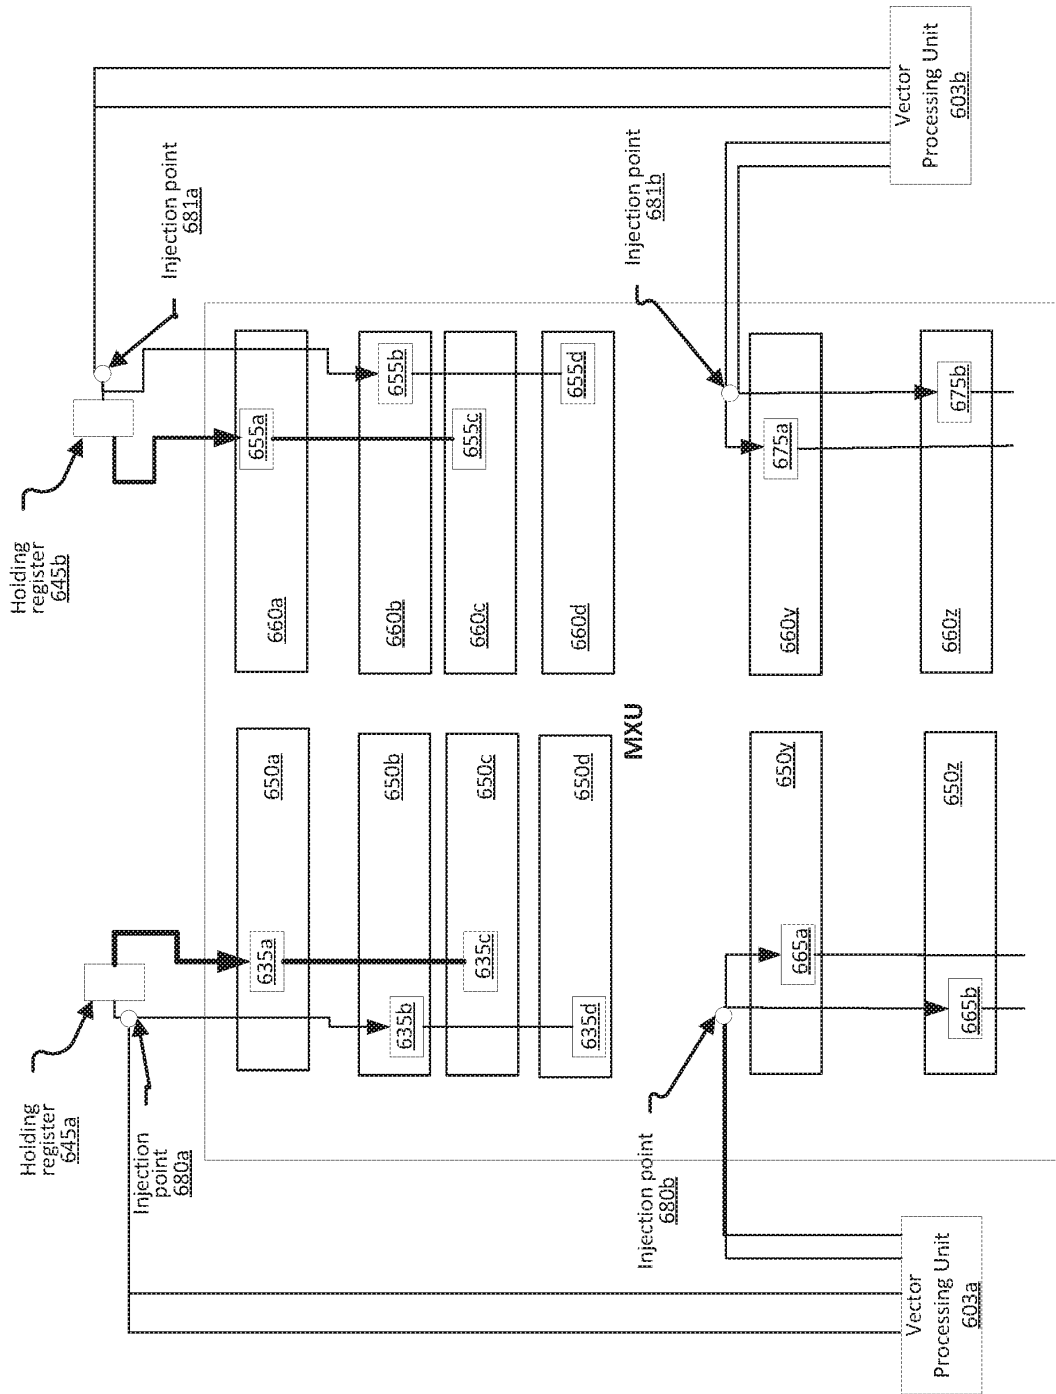 Holding
register
645a
Injection
point
680a
Holding
register
645b
Injection point
681a
635a
650a
660a
655a
635b
650b
660b
655b
635c
650c
660c
655c
635d
650d
660d
655d
MXU
Injection point
680b
Injection point
681b
665a
650y
660y
675a
665b
650z
660z
675b
Vector
Processing Unit
603a
Vector
Processing Unit
603b